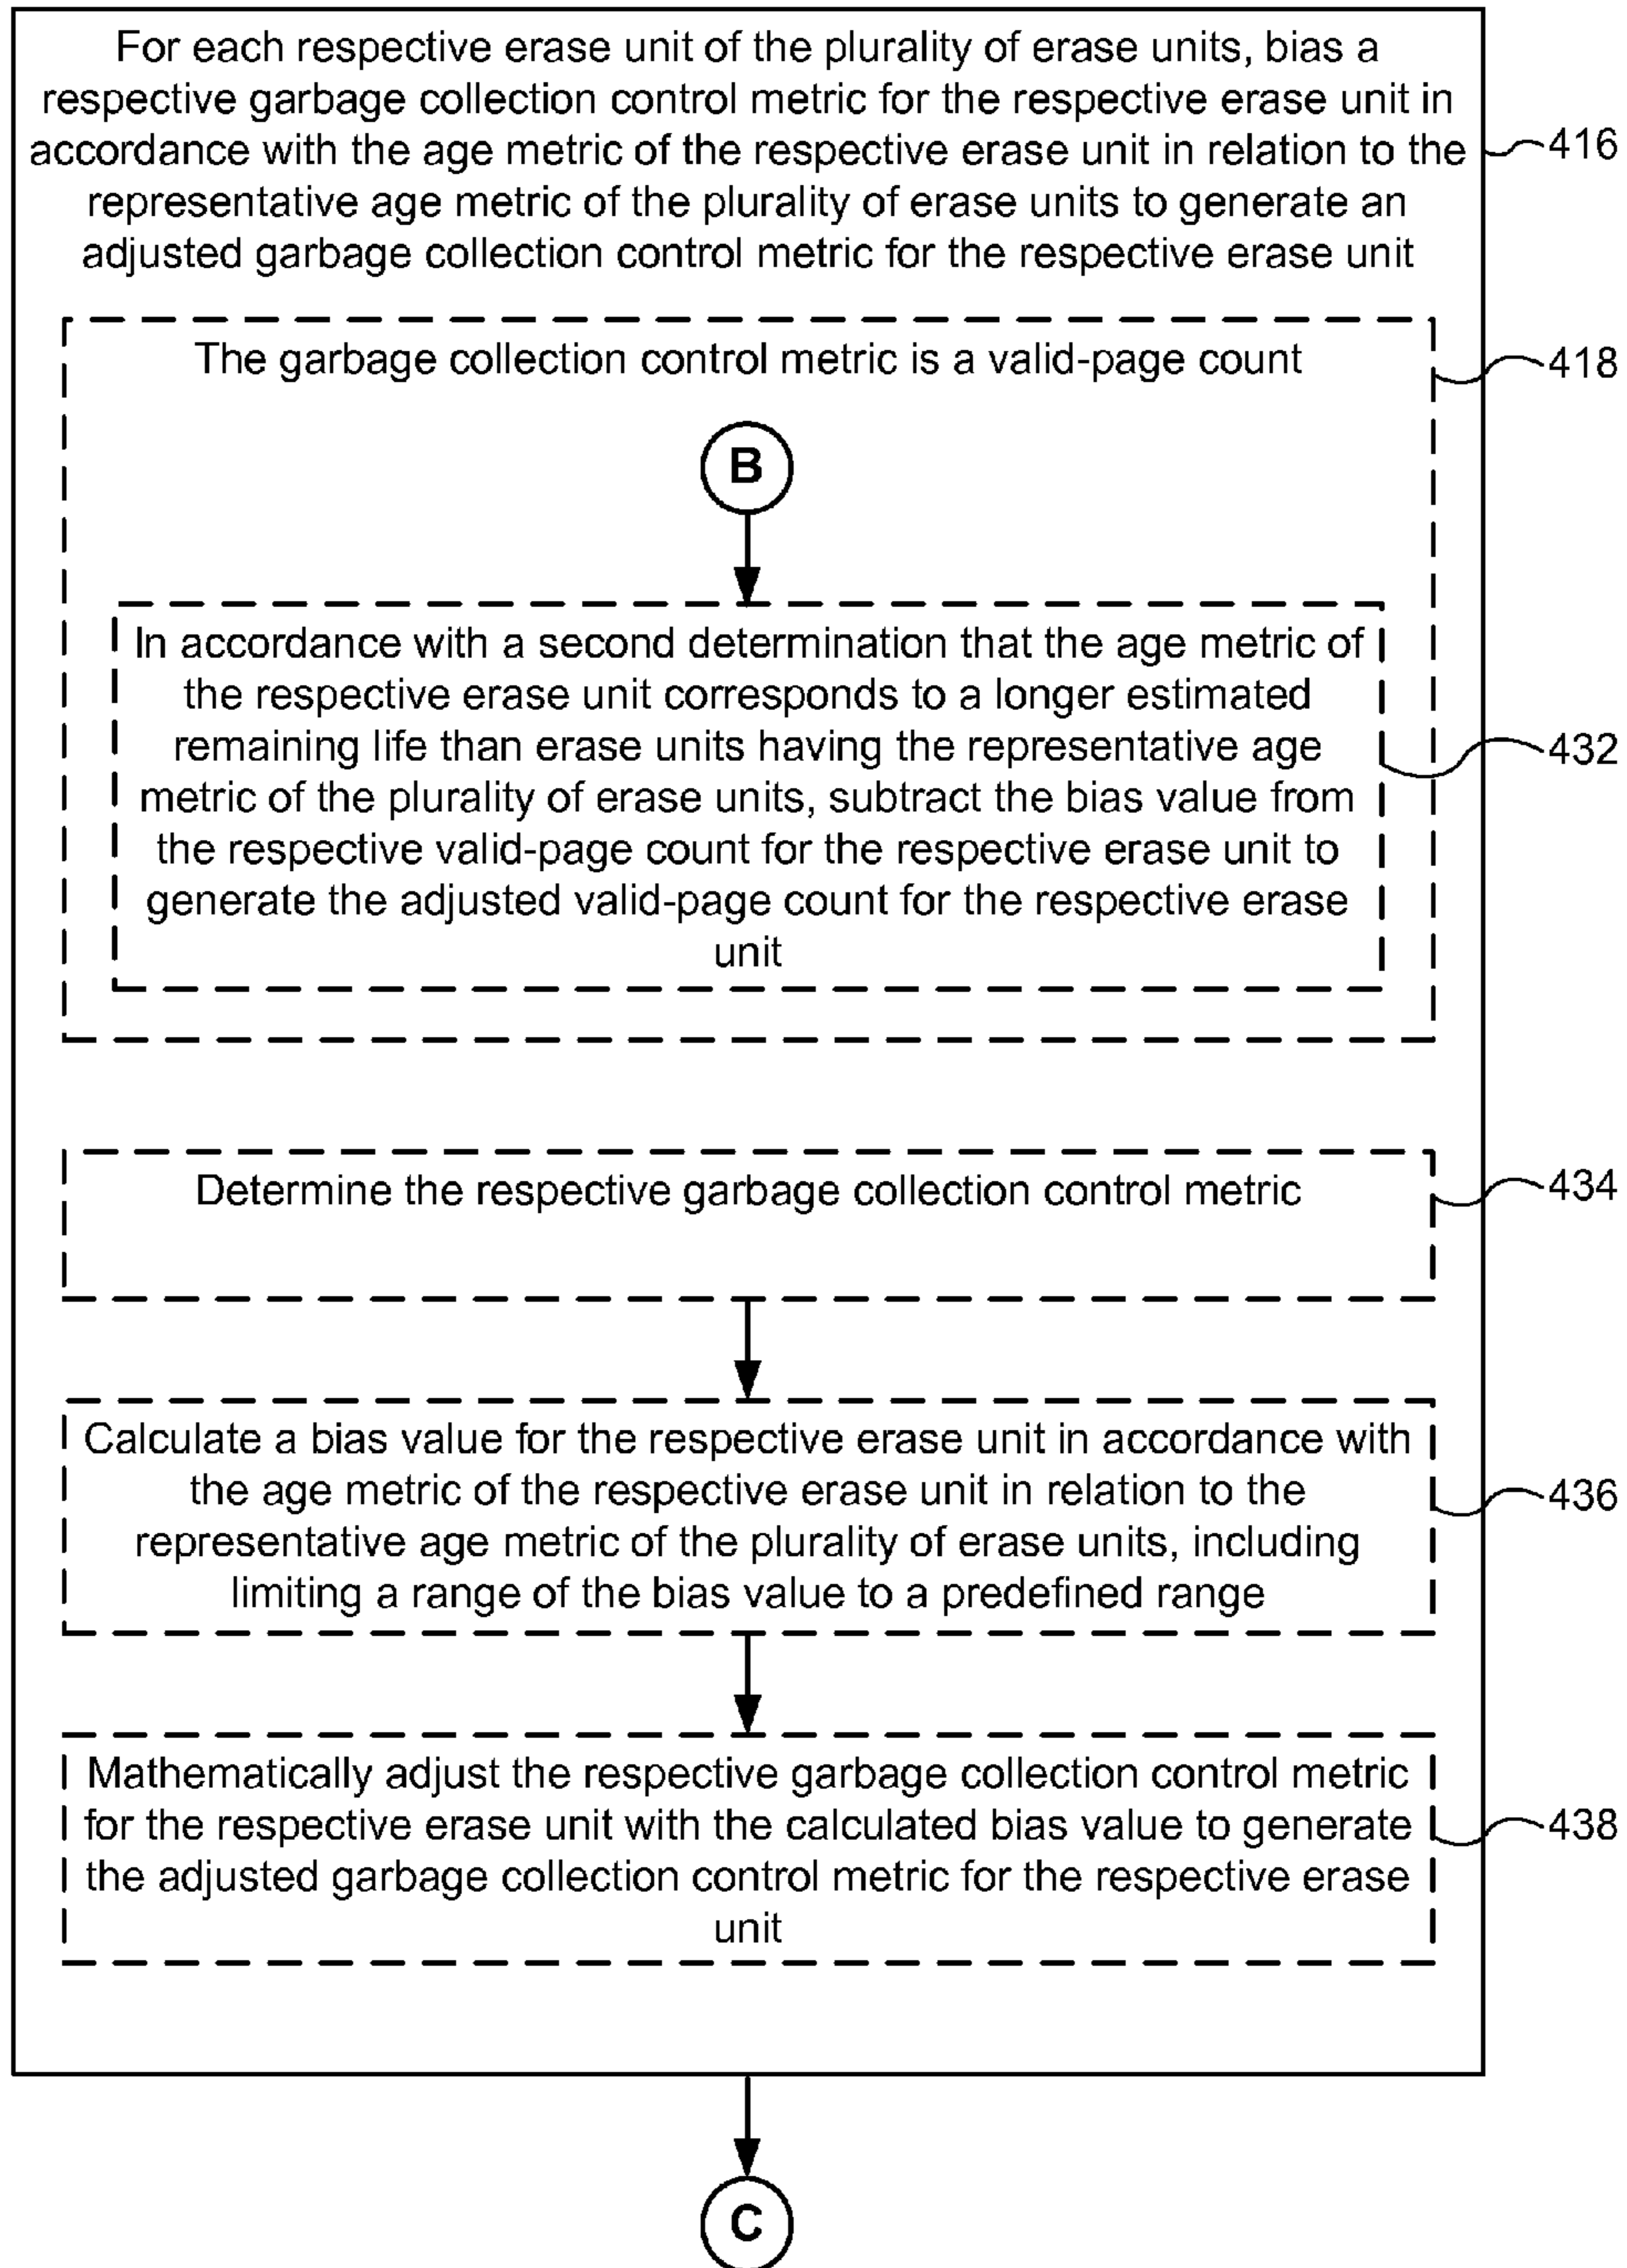 For each respective erase unit of the plurality of erase units, bias a
respective garbage collection control metric for the respective erase unit in
accordance with the age metric of the respective erase unit in relation to the
representative age metric of the plurality of erase units to generate an
adjusted garbage collection control metric for the respective erase unit
416
The garbage collection control metric is a valid-page count
418
B
In accordance with a second determination that the age metric of
the respective erase unit corresponds to a longer estimated
remaining life than erase units having the representative age
metric of the plurality of erase units, subtract the bias value from
the respective valid-page count for the respective erase unit to
generate the adjusted valid-page count for the respective erase
unit
432
Determine the respective garbage collection control metric
434
Calculate a bias value for the respective erase unit in accordance with
the age metric of the respective erase unit in relation to the
representative age metric of the plurality of erase units, including
limiting a range of the bias value to a predefined range
436
Mathematically adjust the respective garbage collection control metric
for the respective erase unit with the calculated bias value to generate
the adjusted garbage collection control metric for the respective erase
unit
438
C